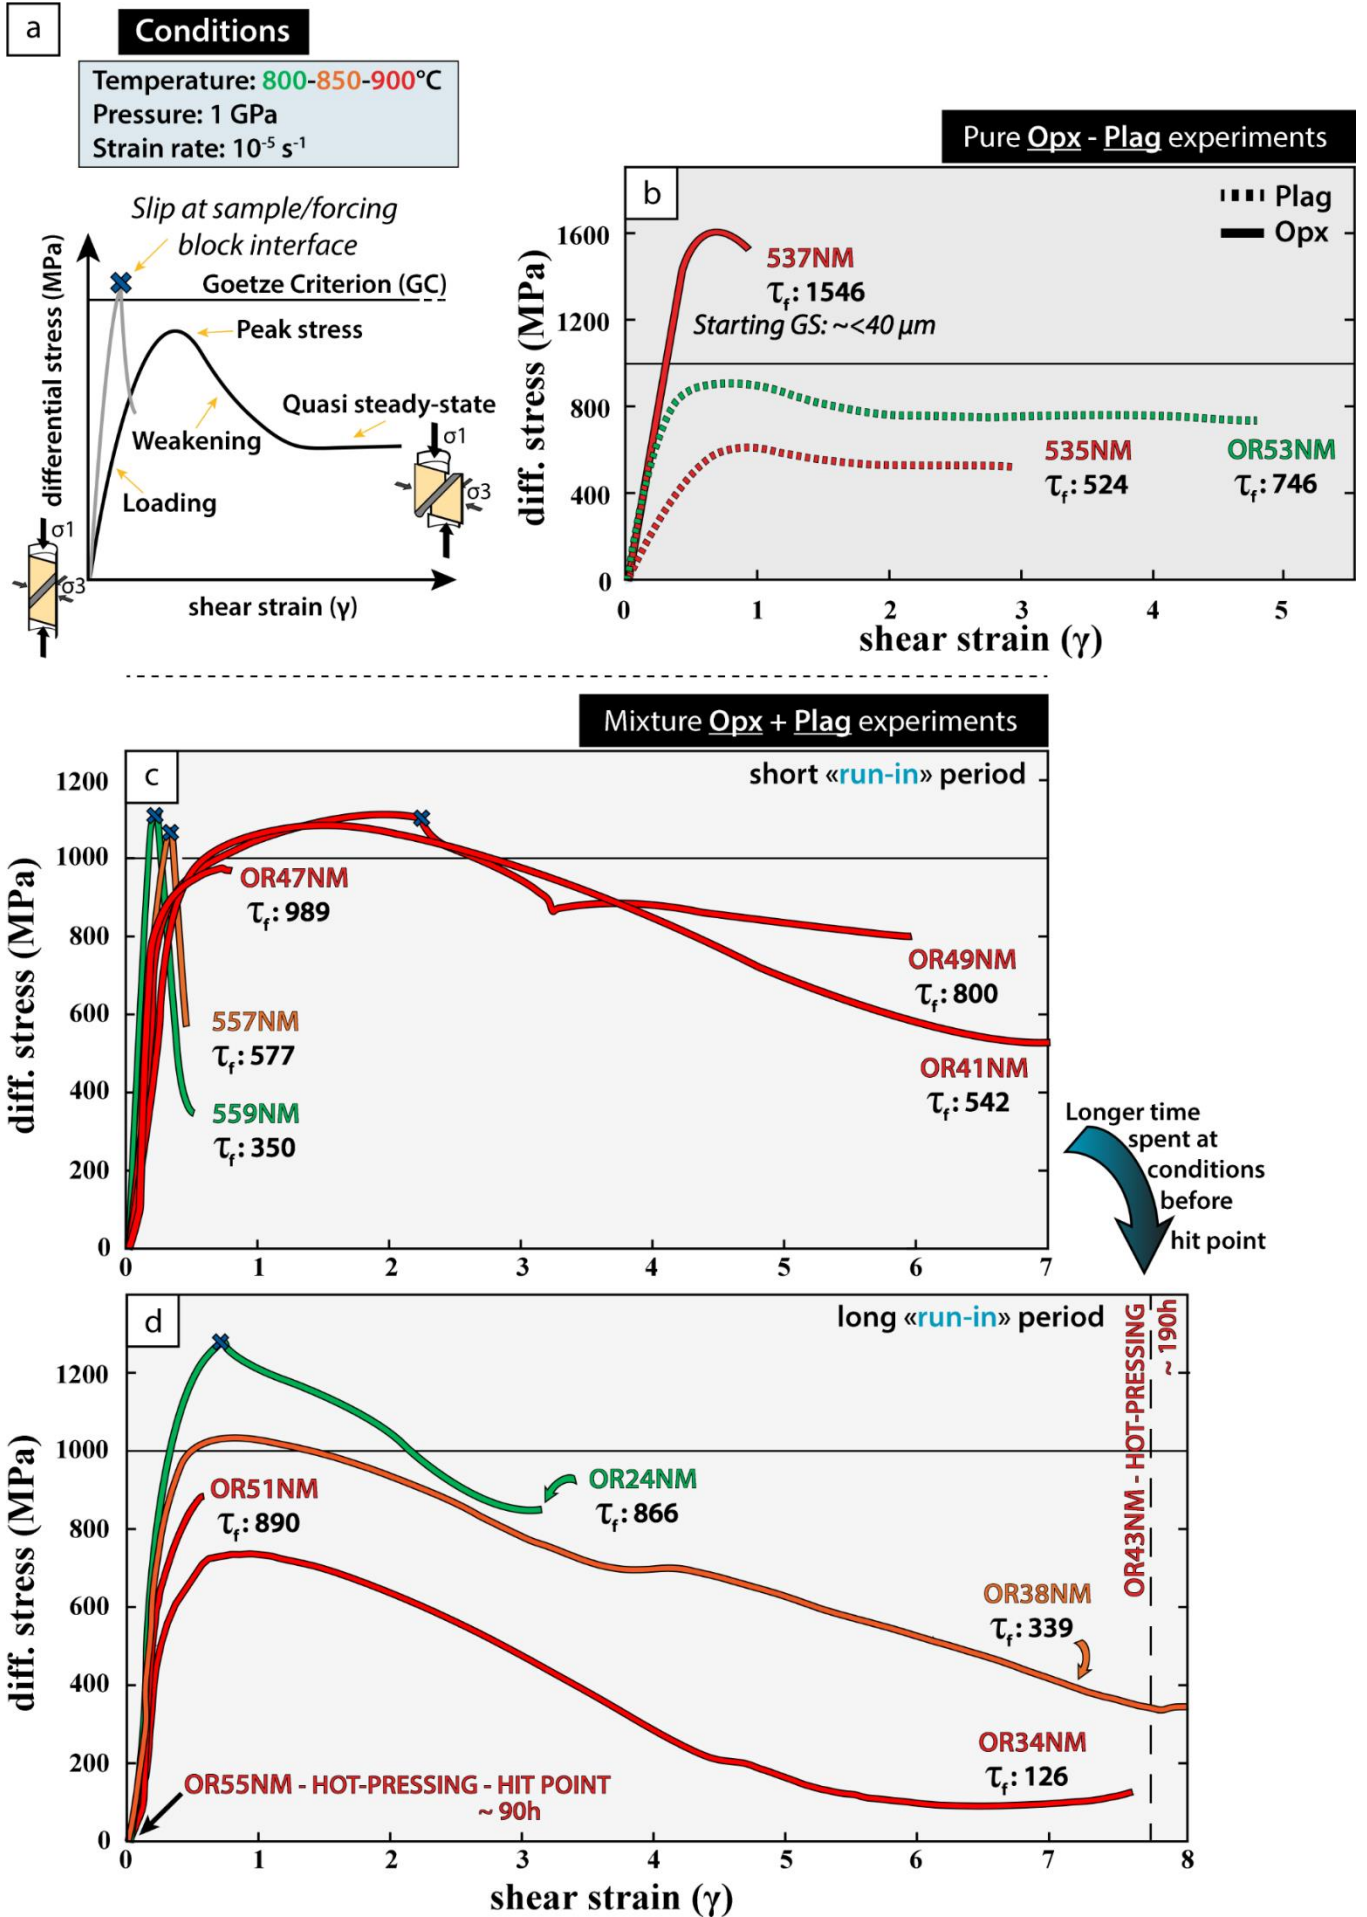 a
Conditions
Temperature: 800-850-900°C
Pressure: 1 GPa
Strain rate: 10⁻⁵ s⁻¹
Slip at sample/forcing
block interface
Goetze Criterion (GC)
Peak stress
Quasi steady-state
Weakening
Loading
σ1
σ3
σ1
σ3
differential stress (MPa)
shear strain (γ)
Pure Opx - Plag experiments
b
Plag
Opx
1600
1200
800
400
0
537NM
τf: 1546
Starting GS: ~<40 µm
535NM
τf: 524
OR53NM
τf: 746
0 1 2 3 4 5
diff. stress (MPa)
shear strain (γ)
Mixture Opx + Plag experiments
c
short «run-in» period
1200
1000
800
600
400
200
0
OR47NM
τf: 989
557NM
τf: 577
559NM
τf: 350
OR49NM
τf: 800
OR41NM
τf: 542
0 1 2 3 4 5 6 7
diff. stress (MPa)
Longer time
spent at
conditions
before
hit point
d
long «run-in» period
1200
1000
800
600
400
200
0
OR51NM
τf: 890
OR24NM
τf: 866
OR38NM
τf: 339
OR34NM
τf: 126
OR55NM - HOT-PRESSING - HIT POINT
~ 90h
OR43NM - HOT-PRESSING
~ 190h
0 1 2 3 4 5 6 7 8
diff. stress (MPa)
shear strain (γ)